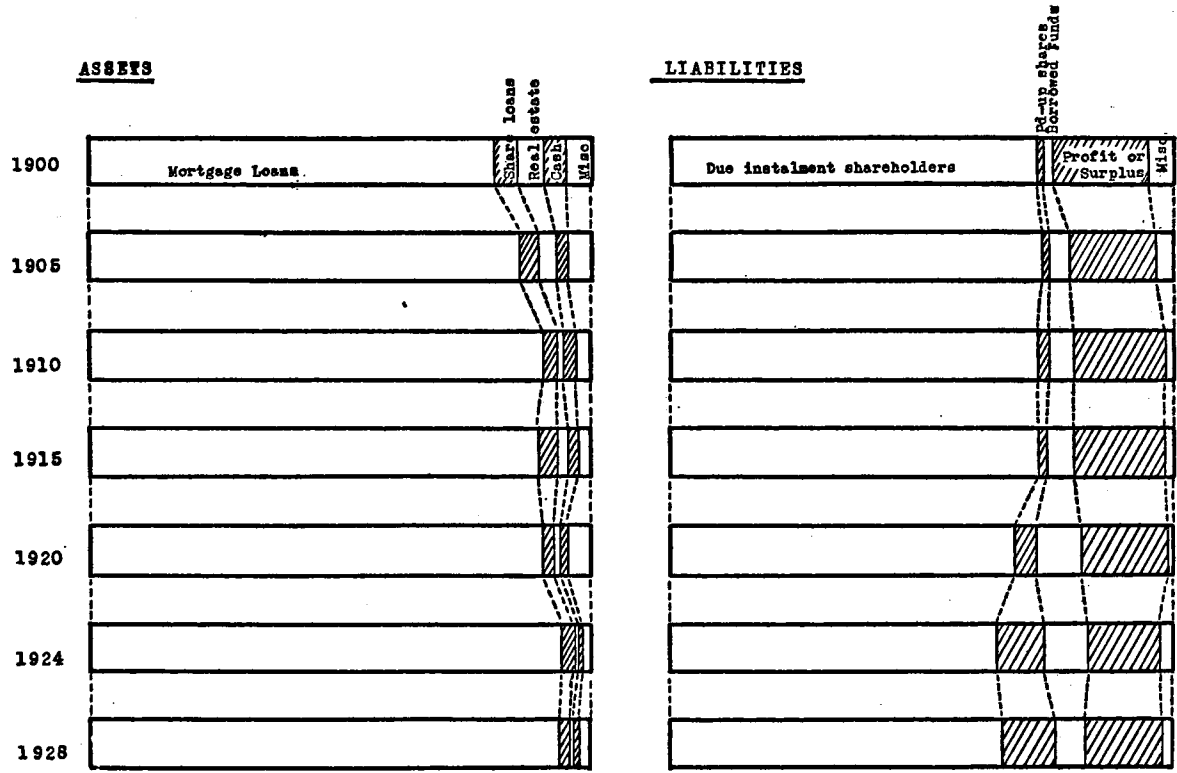 ASSETS
LIABILITIES
Share loans
Real estate
Cash
Misc
Pd-up shares
Borrowed Funds
1900
Mortgage Loans
Due instalment shareholders
Profit or
Surplus
Misc
1905
1910
1915
1920
1924
1928